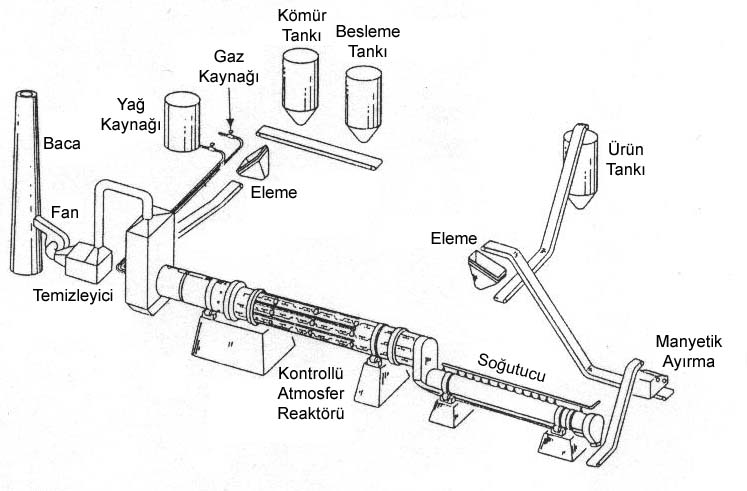 Kömür
Tankı
Besleme
Tankı
Gaz
Kaynağı
Yağ
Kaynağı
Baca
Eleme
Ürün
Tankı
Fan
Eleme
Temizleyici
Manyetik
Ayırma
Soğutucu
Kontrollü
Atmosfer
Reaktörü